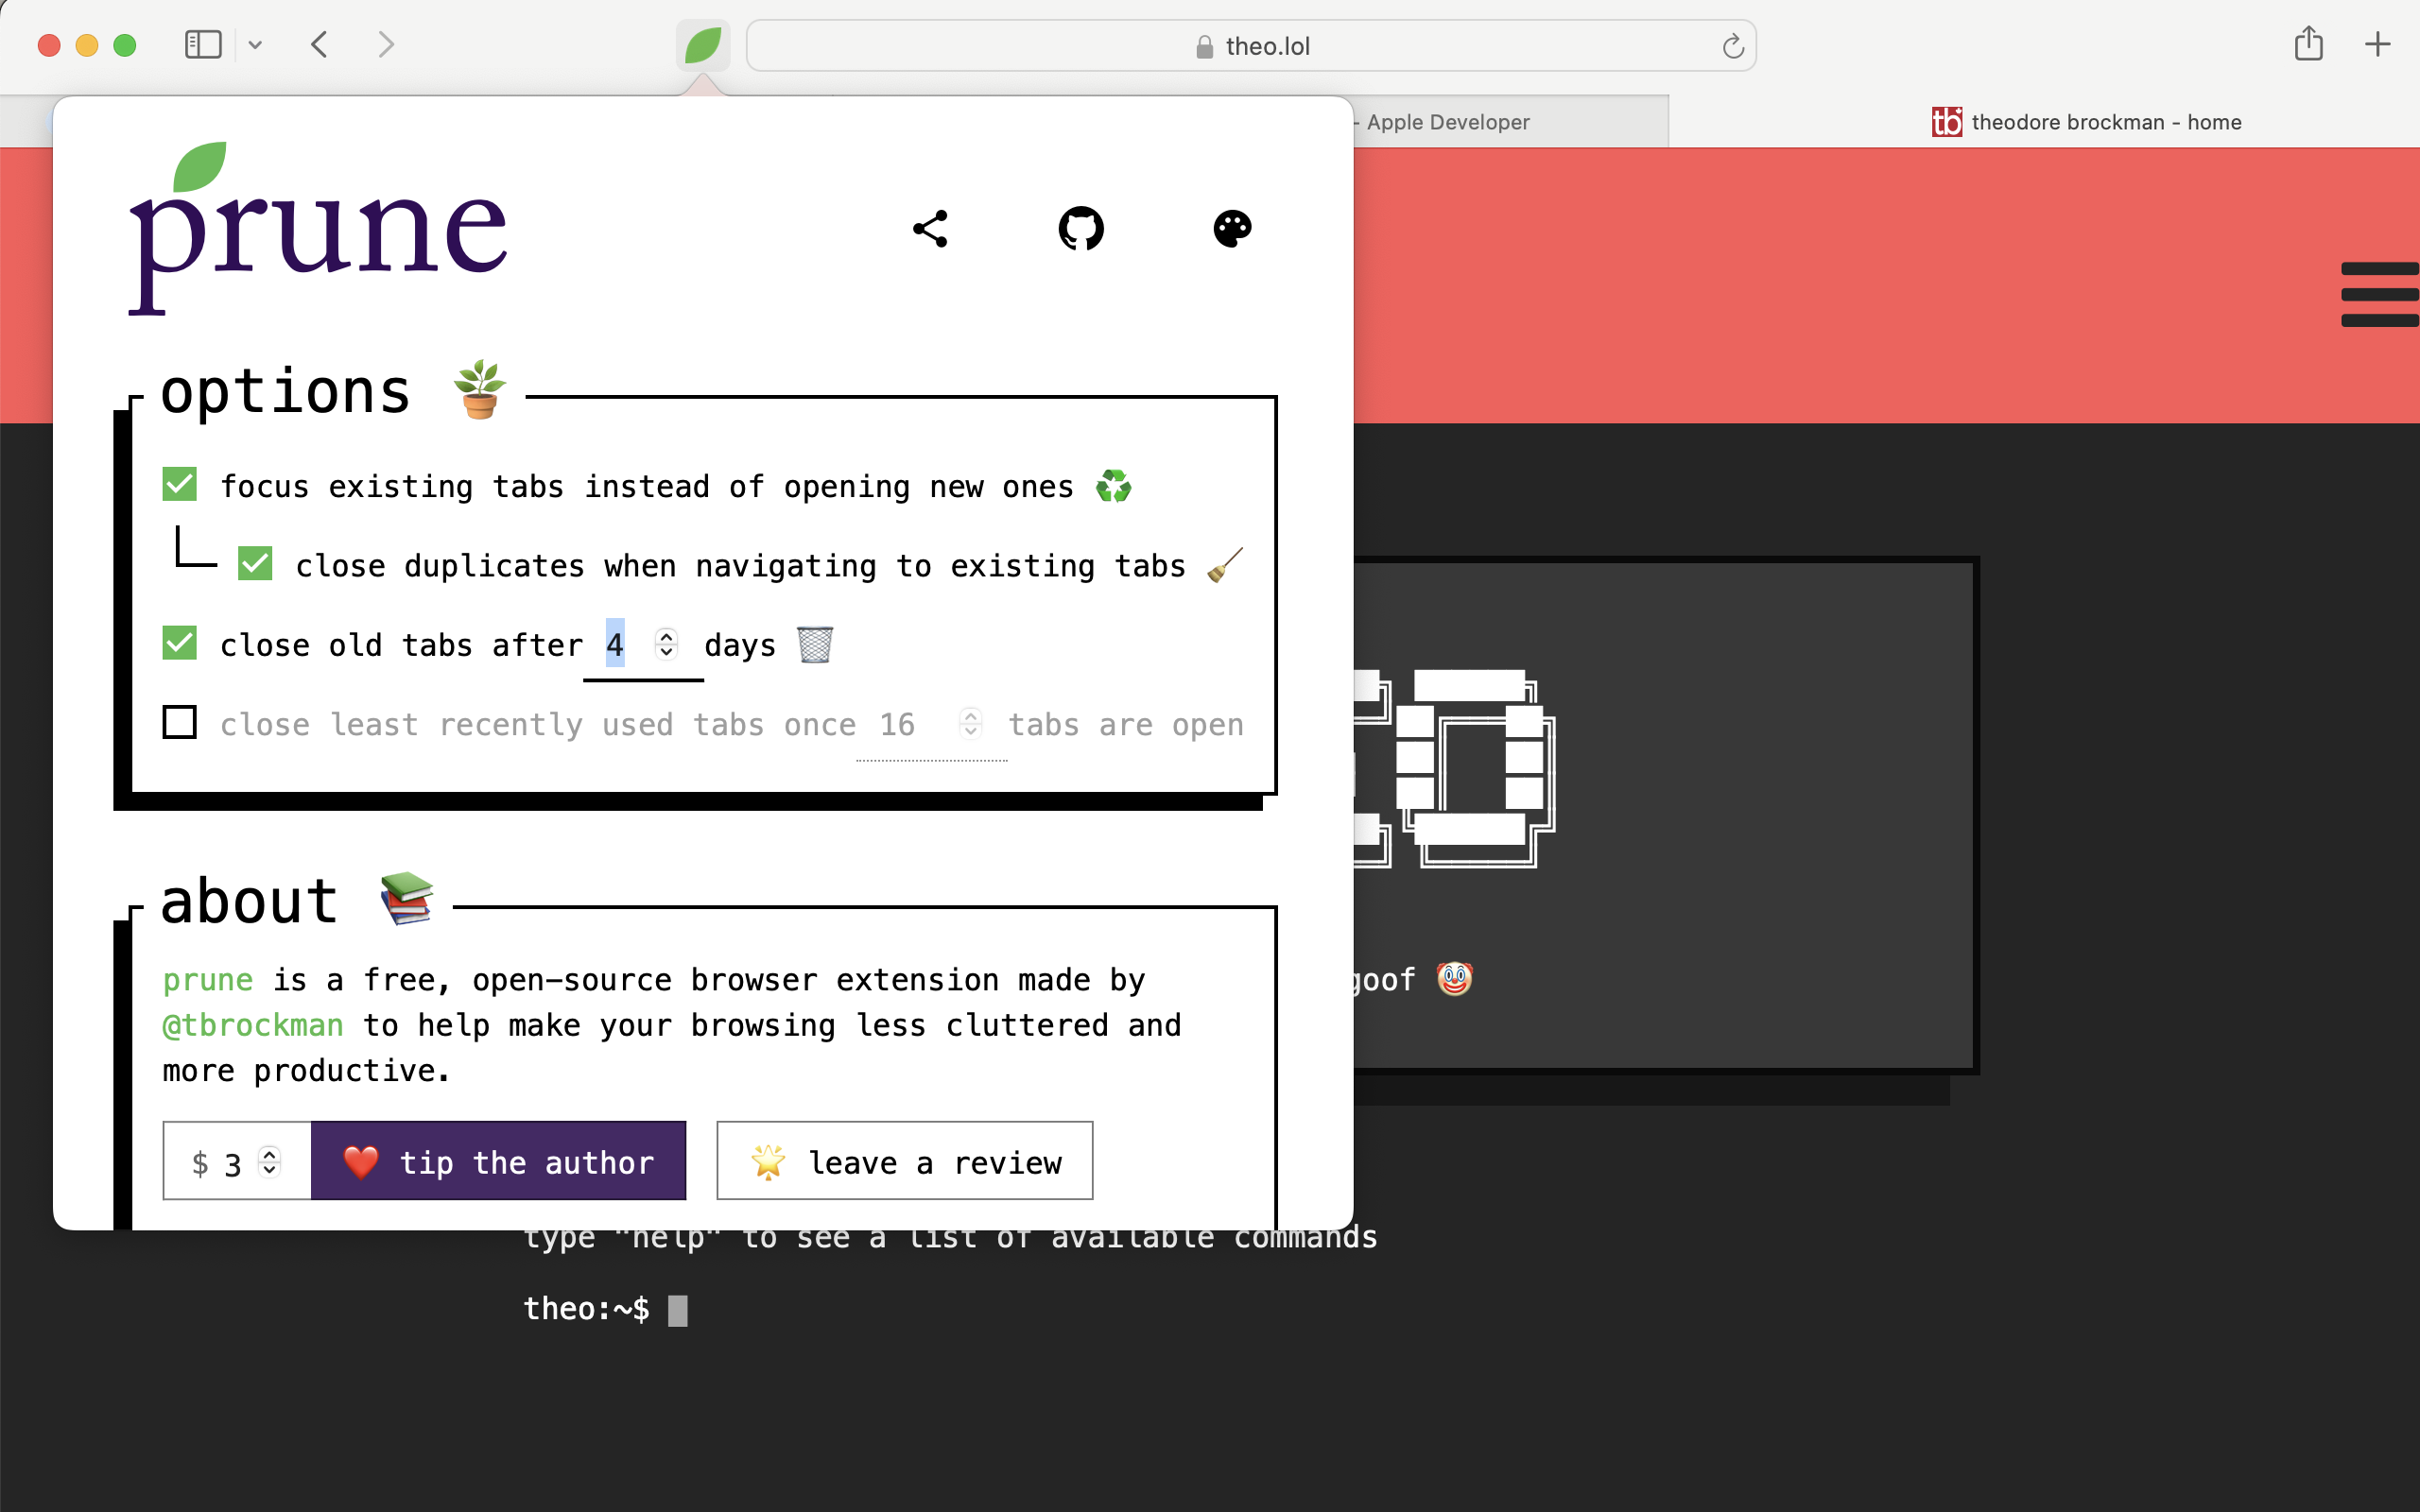 theo.lol
- Apple Developer
tb theodore brockman - home
prune
options 🪴
focus existing tabs instead of opening new ones ♻️
close duplicates when navigating to existing tabs 🧹
close old tabs after 4 days 🗑️
close least recently used tabs once 16 tabs are open
about 📚
prune is a free, open-source browser extension made by
@tbrockman to help make your browsing less cluttered and
more productive.
$ 3 ❤️ tip the author 🌟 leave a review
goof 🤡
type "help" to see a list of available commands
theo:~$